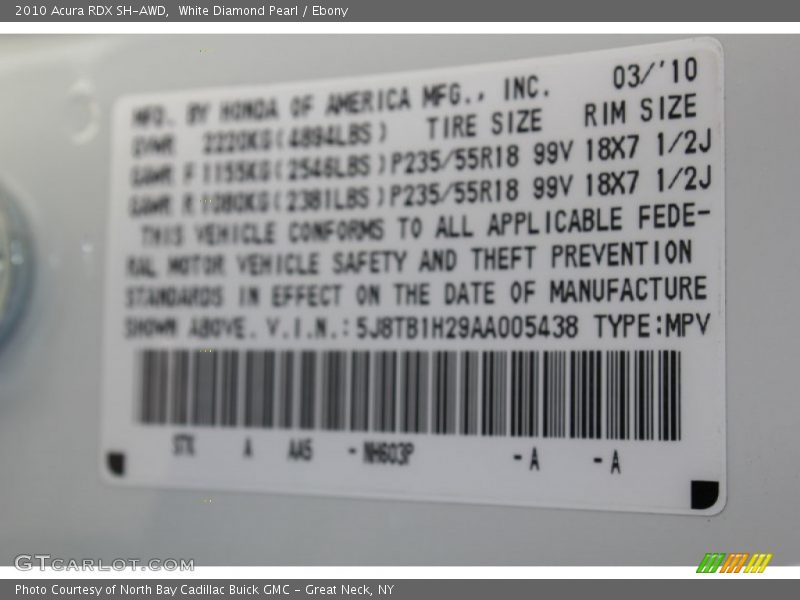 2010 Acura RDX SH-AWD,  White Diamond Pearl / Ebony
MFD. BY HONDA OF AMERICA MFG., INC. 03/'10
GVWR 2220KG(4894LBS) TIRE SIZE RIM SIZE
GAWR F 1155KG(2546LBS) P235/55R18 99V 18X7 1/2J
GAWR R 1080KG(2381LBS) P235/55R18 99V 18X7 1/2J
THIS VEHICLE CONFORMS TO ALL APPLICABLE FEDE-
RAL MOTOR VEHICLE SAFETY AND THEFT PREVENTION
STANDARDS IN EFFECT ON THE DATE OF MANUFACTURE
SHOWN ABOVE. V.I.N.:5J8TB1H29AA005438 TYPE:MPV
STK A AA5 -NH603P -A -A
GTCARLOT.COM
Photo Courtesy of North Bay Cadillac Buick GMC - Great Neck, NY